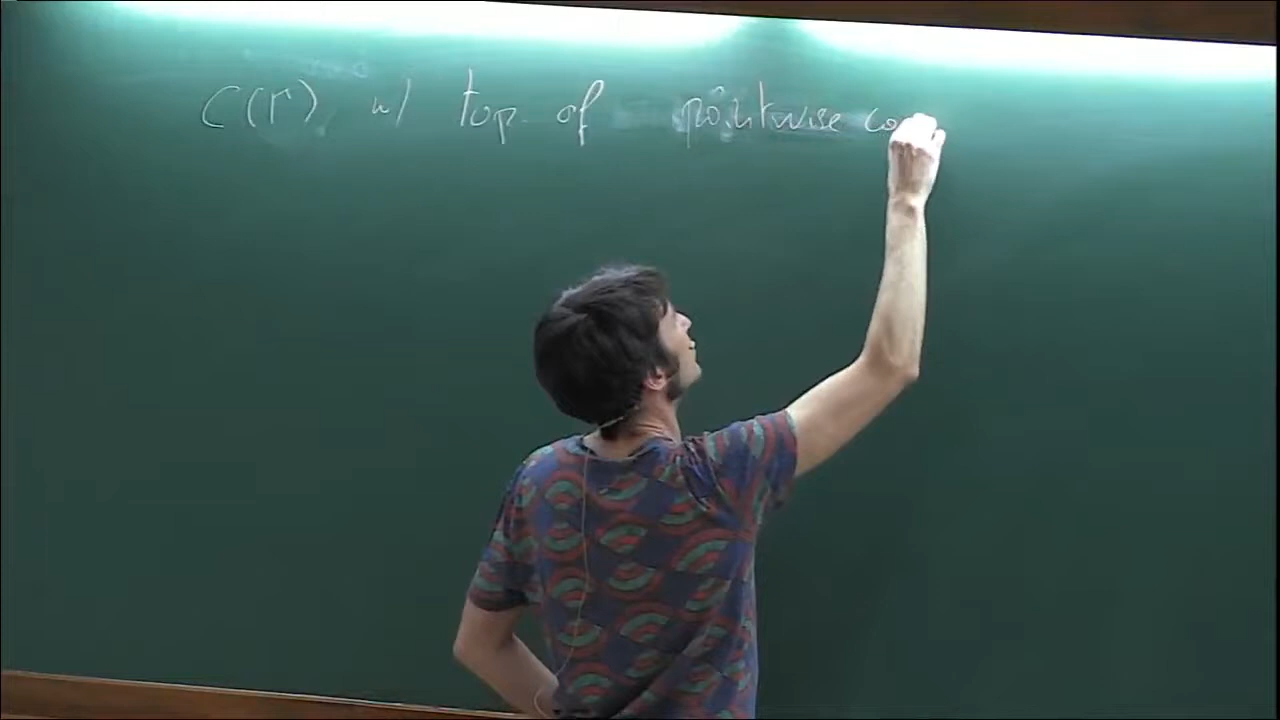 C(Γ) w/ top. of pointwise co